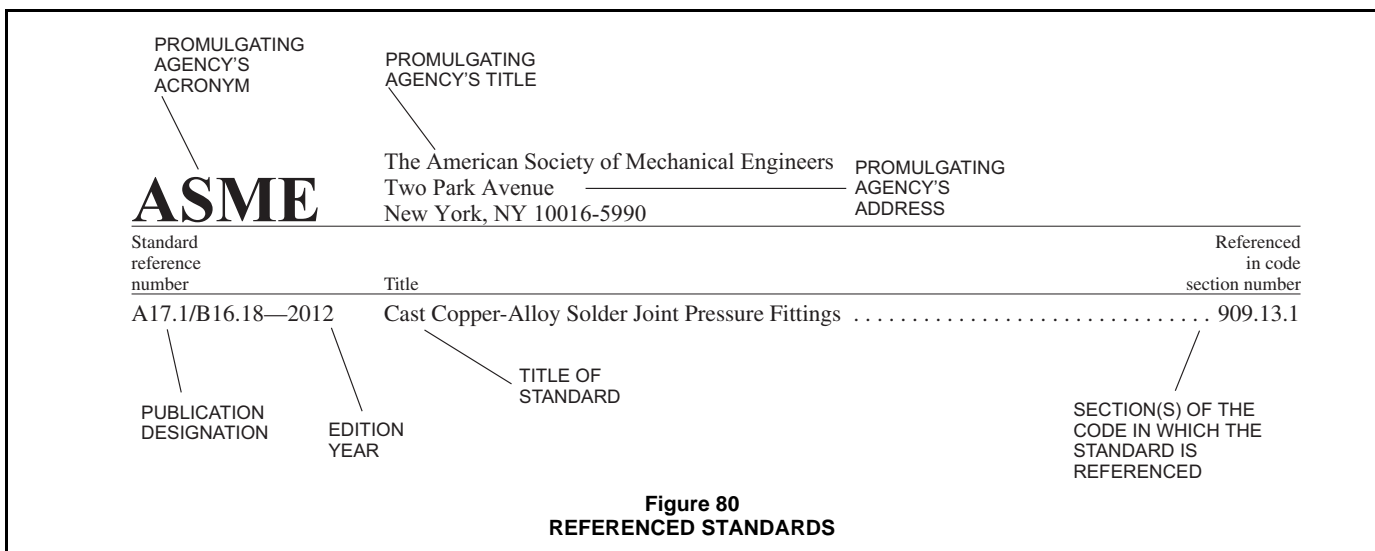 PROMULGATING
AGENCY'S
ACRONYM
PROMULGATING
AGENCY'S TITLE
ASME
The American Society of Mechanical Engineers
Two Park Avenue
New York, NY 10016-5990
PROMULGATING
AGENCY'S
ADDRESS
Standard
reference
number
Title
Referenced
in code
section number
A17.1/B16.18—2012 Cast Copper-Alloy Solder Joint Pressure Fittings . . . . . . . . . . . . . . . . . . . . . . . . . . . . . . . 909.13.1
PUBLICATION
DESIGNATION
EDITION
YEAR
TITLE OF
STANDARD
SECTION(S) OF THE
CODE IN WHICH THE
STANDARD IS
REFERENCED
Figure 80
REFERENCED STANDARDS